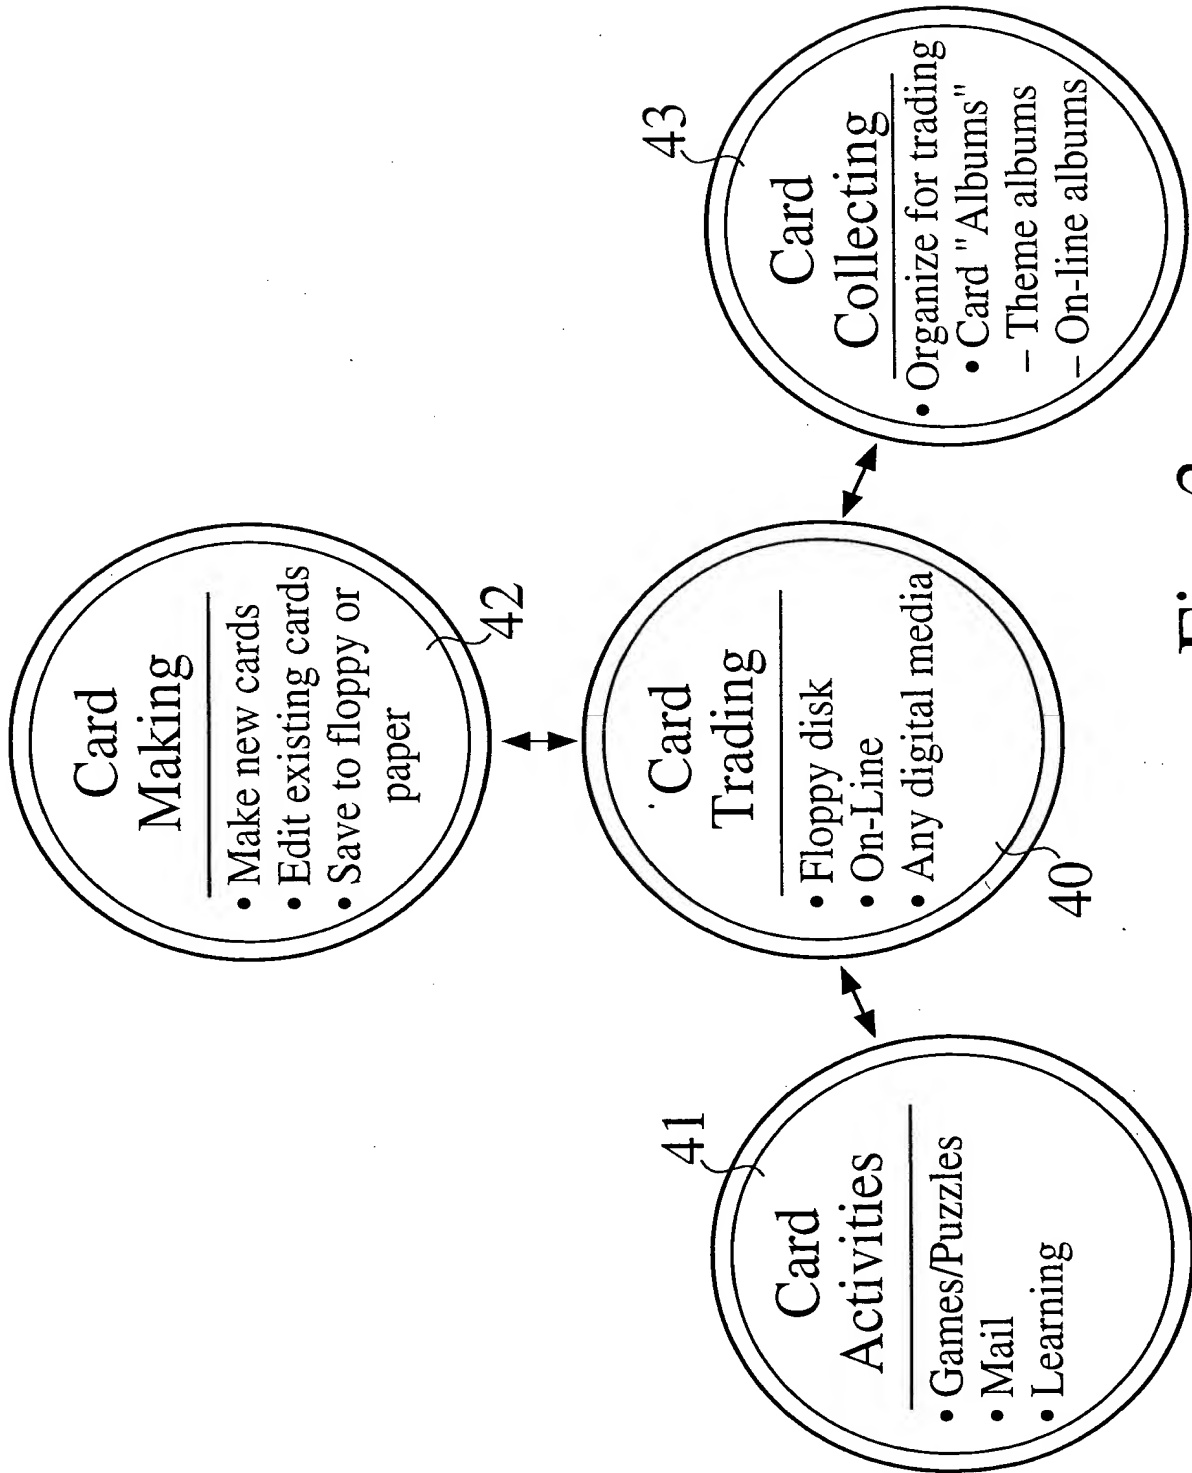 Card
Making
• Make new cards
• Edit existing cards
• Save to floppy or
paper
42
Card
Trading
• Floppy disk
• On-Line
• Any digital media
40
41
Card
Activities
• Games/Puzzles
• Mail
• Learning
43
Card
Collecting
• Organize for trading
• Card "Albums"
– Theme albums
– On-line albums